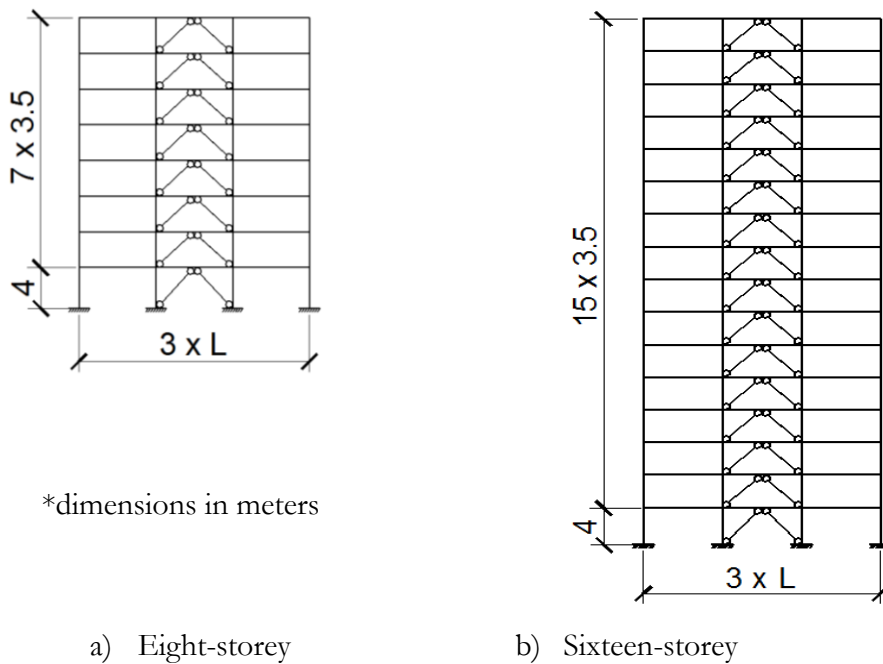 7 x 3.5
4
3 x L
*dimensions in meters
a) Eight-storey
15 x 3.5
4
3 x L
b) Sixteen-storey